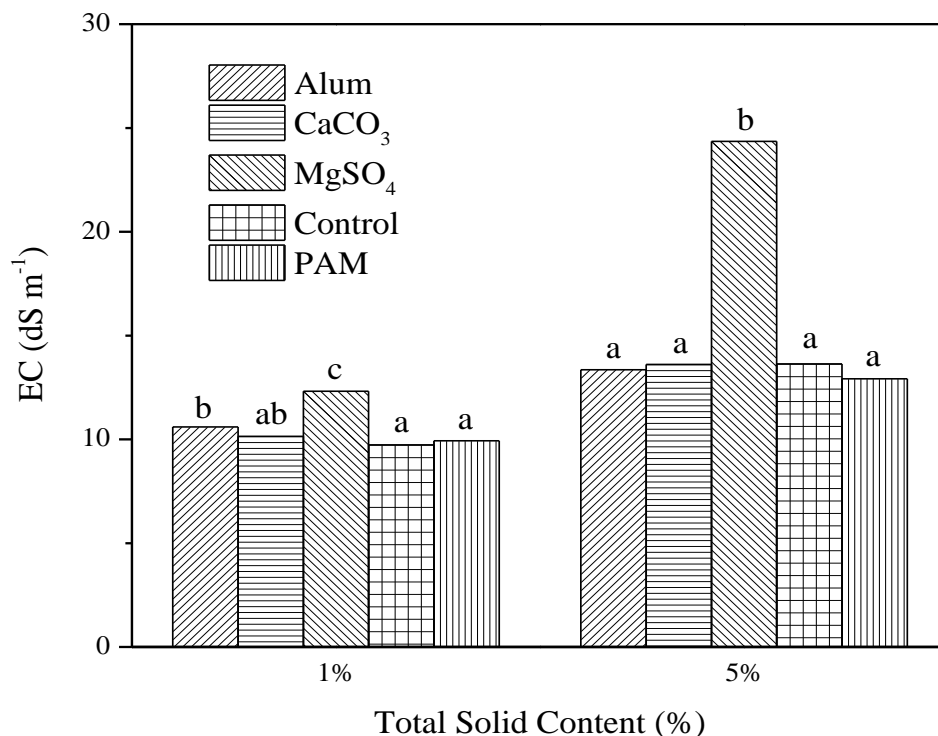 30
20
10
0
EC (dS m⁻¹)
Alum
CaCO₃
MgSO₄
Control
PAM
b
ab
c
a
a
a
a
b
a
a
1%
5%
Total Solid Content (%)